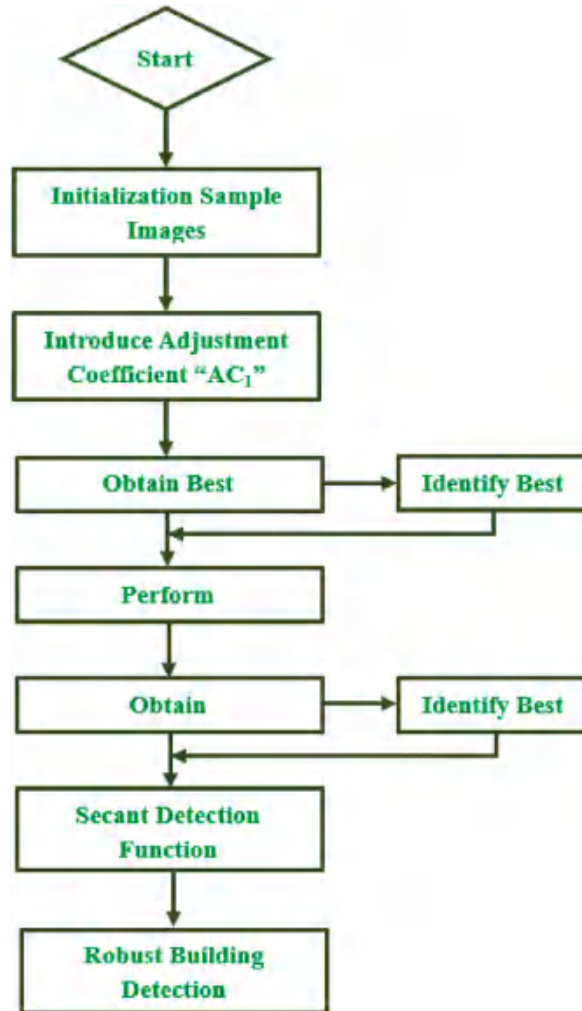 Start
Initialization Sample
Images
Introduce Adjustment
Coefficient “AC₁”
Obtain Best
Identify Best
Perform
Obtain
Identify Best
Secant Detection
Function
Robust Building
Detection